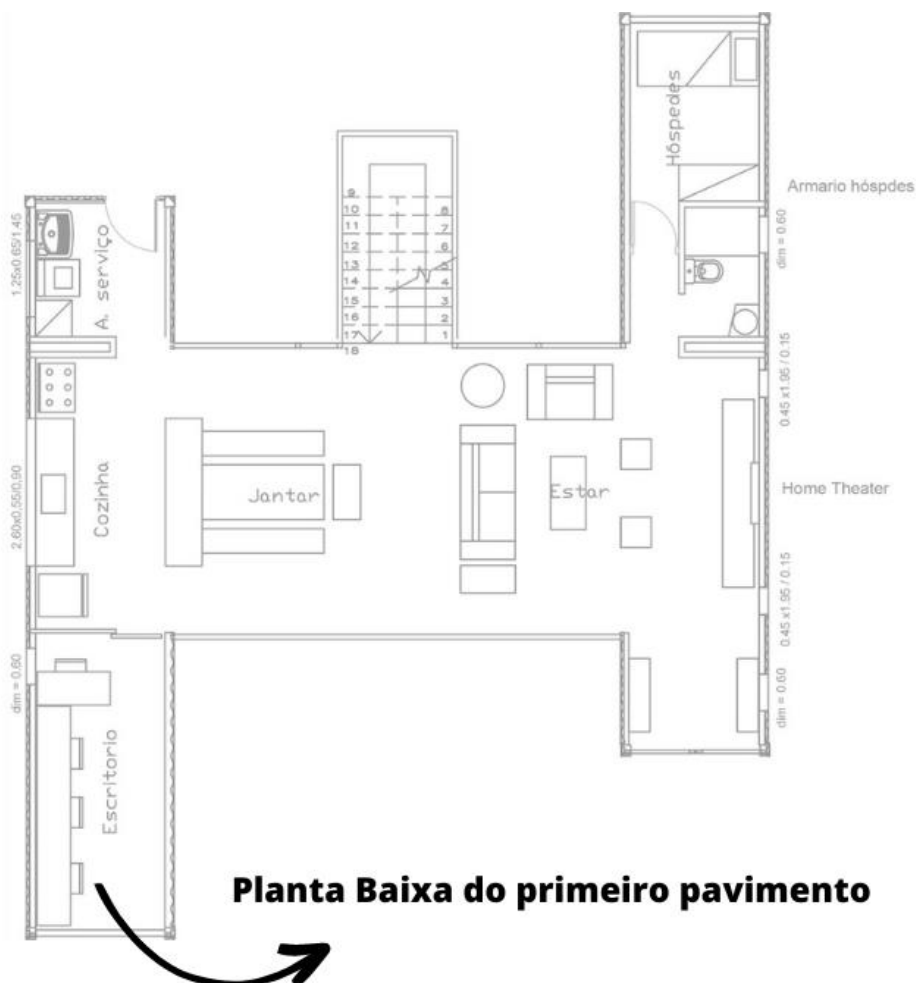 Hóspedes
Armario hóspdes
dim = 0.60
1.25x0.65/1.45
A. serviço
9
10
11
12
13
14
15
16
17
18
8
7
6
5
4
3
2
1
N
0.45 x1.95 / 0.15
2.60x0,55/0,90
Cozinha
Jantar
Estar
Home Theater
0.45 x1.95 / 0.15
dim = 0.60
dim = 0.60
Escritorio
Planta Baixa do primeiro pavimento